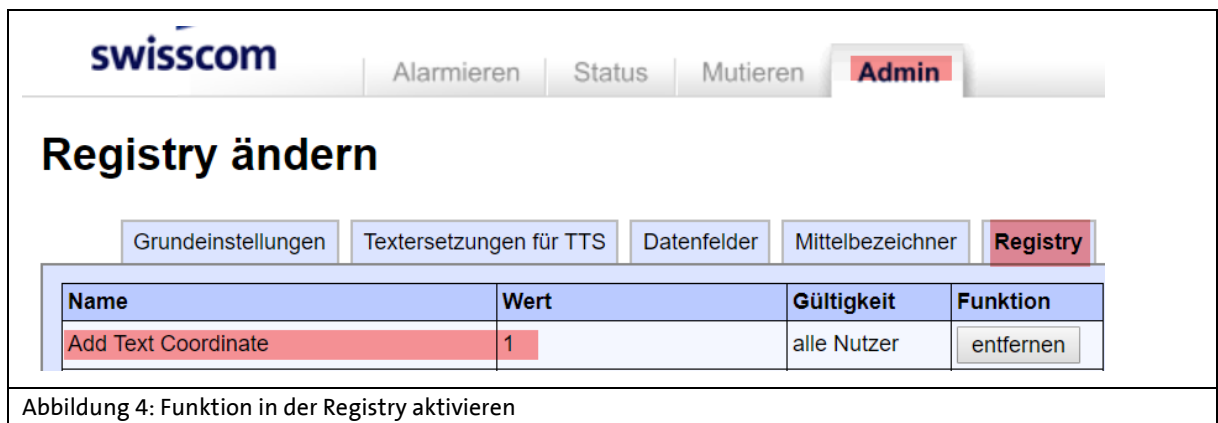 swisscom
Alarmieren Status Mutieren Admin
Registry ändern
Grundeinstellungen Textersetzungen für TTS Datenfelder Mittelbezeichner Registry
Name Wert Gültigkeit Funktion
Add Text Coordinate 1 alle Nutzer entfernen
Abbildung 4: Funktion in der Registry aktivieren